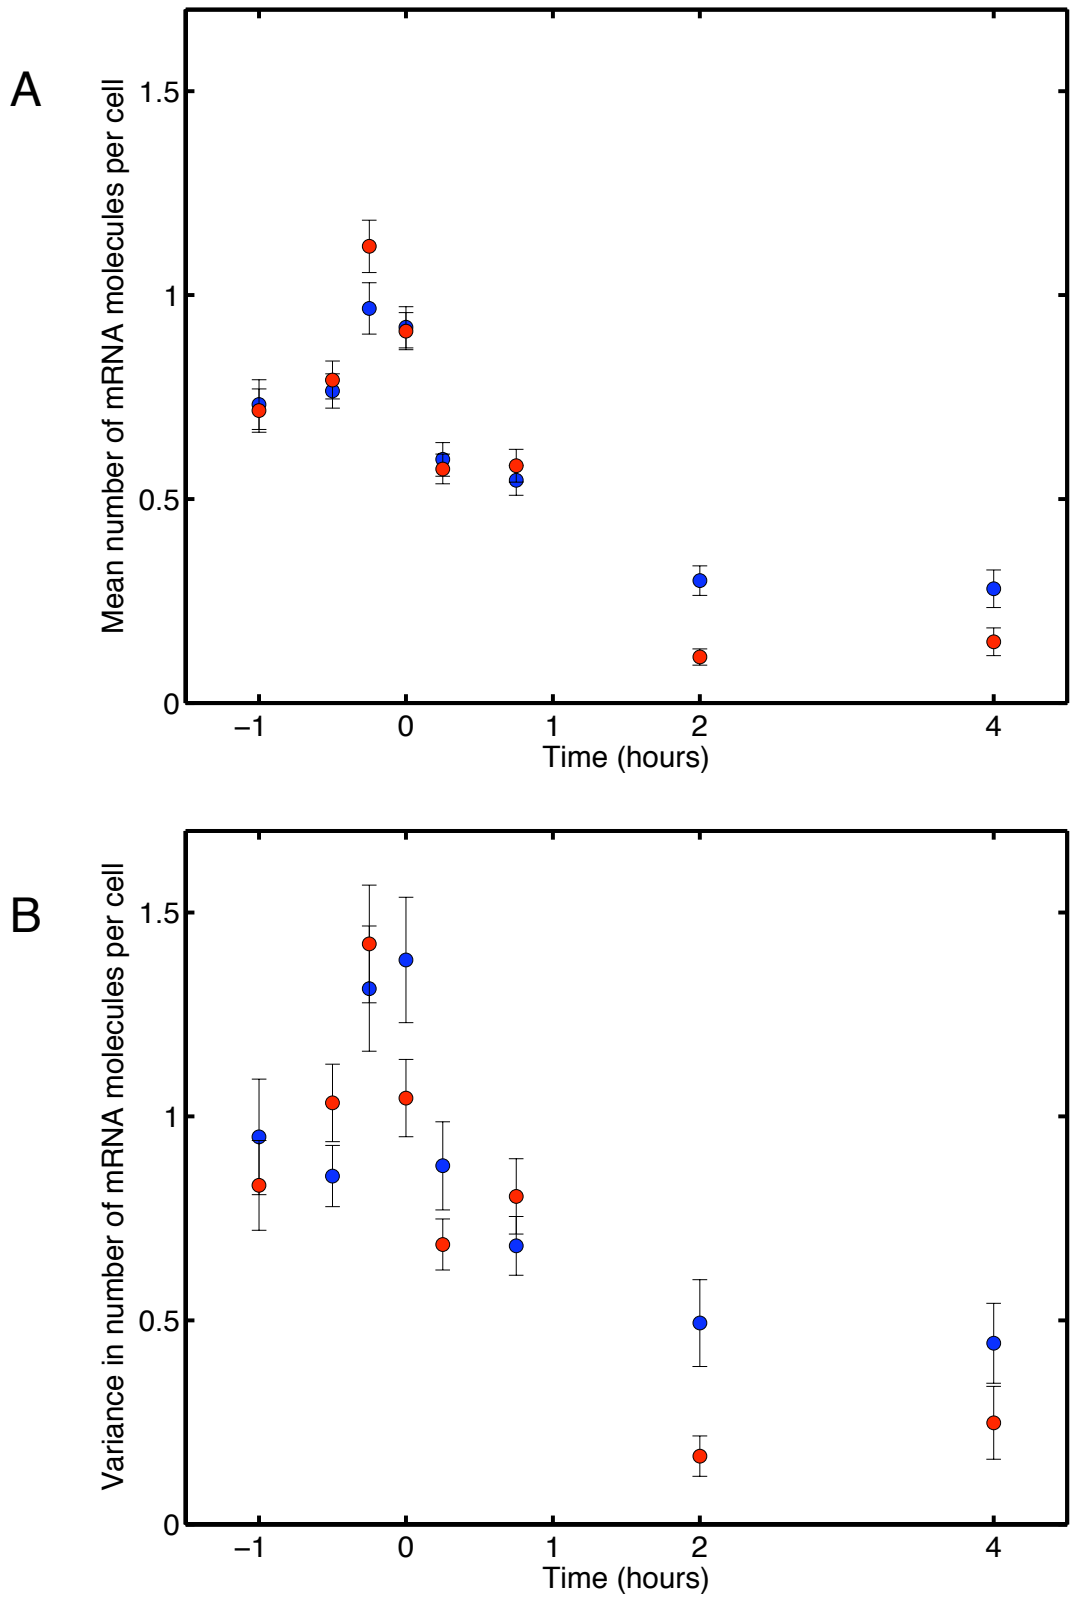 A
Mean number of mRNA molecules per cell
1.5
1
0.5
0
−1 0 1 2 4
Time (hours)
B
Variance in number of mRNA molecules per cell
1.5
1
0.5
0
−1 0 1 2 4
Time (hours)